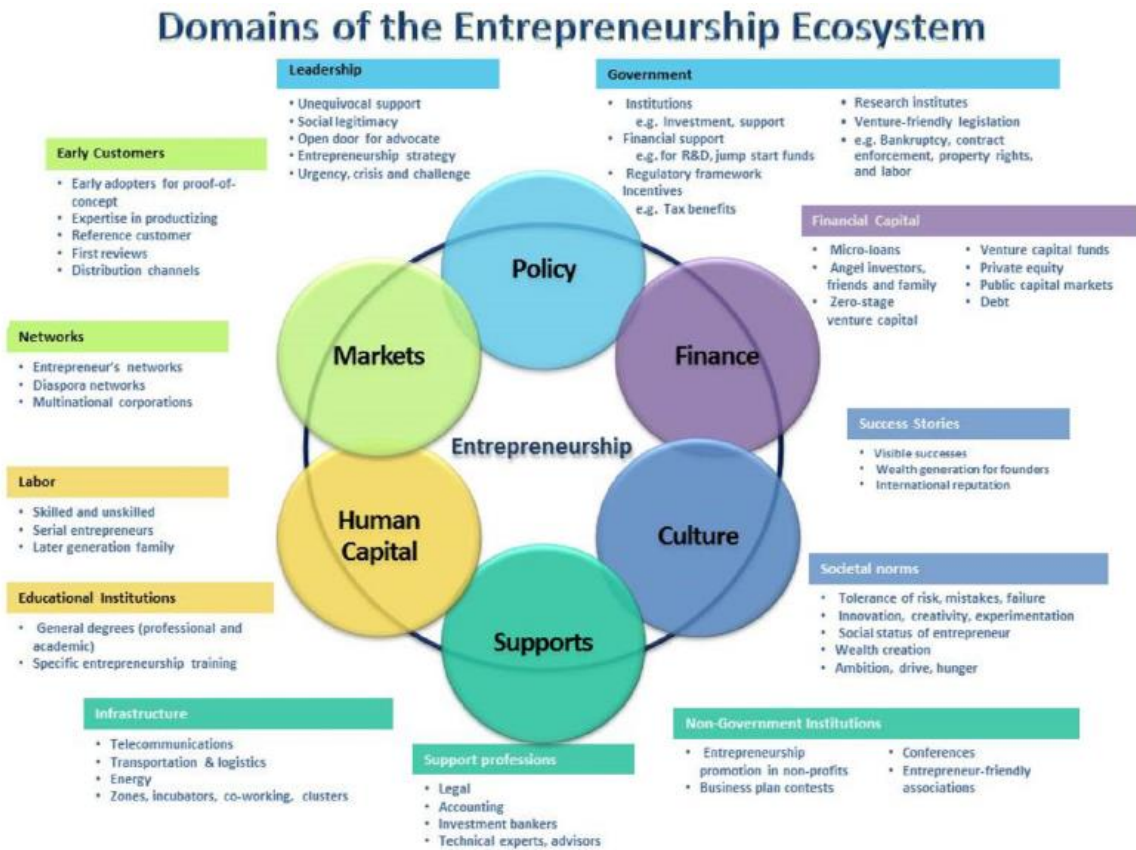 Domains of the Entrepreneurship Ecosystem
Leadership
• Unequivocal support
• Social legitimacy
• Open door for advocate
• Entrepreneurship strategy
• Urgency, crisis and challenge
Government
• Institutions
e.g. Investment, support
• Financial support
e.g. for R&D, jump start funds
• Regulatory framework
Incentives
e.g. Tax benefits
• Research institutes
• Venture-friendly legislation
• e.g. Bankruptcy, contract
enforcement, property rights,
and labor
Early Customers
• Early adopters for proof-of-
concept
• Expertise in productizing
• Reference customer
• First reviews
• Distribution channels
Financial Capital
• Micro-loans
• Angel investors,
friends and family
• Zero-stage
venture capital
• Venture capital funds
• Private equity
• Public capital markets
• Debt
Policy
Markets
Finance
Networks
• Entrepreneur's networks
• Diaspora networks
• Multinational corporations
Entrepreneurship
Success Stories
• Visible successes
• Wealth generation for founders
• International reputation
Labor
• Skilled and unskilled
• Serial entrepreneurs
• Later generation family
Human
Capital
Culture
Societal norms
• Tolerance of risk, mistakes, failure
• Innovation, creativity, experimentation
• Social status of entrepreneur
• Wealth creation
• Ambition, drive, hunger
Educational Institutions
• General degrees (professional and
academic)
• Specific entrepreneurship training
Supports
Infrastructure
• Telecommunications
• Transportation & logistics
• Energy
• Zones, incubators, co-working, clusters
Support professions
• Legal
• Accounting
• Investment bankers
• Technical experts, advisors
Non-Government Institutions
• Entrepreneurship
promotion in non-profits
• Business plan contests
• Conferences
• Entrepreneur-friendly
associations